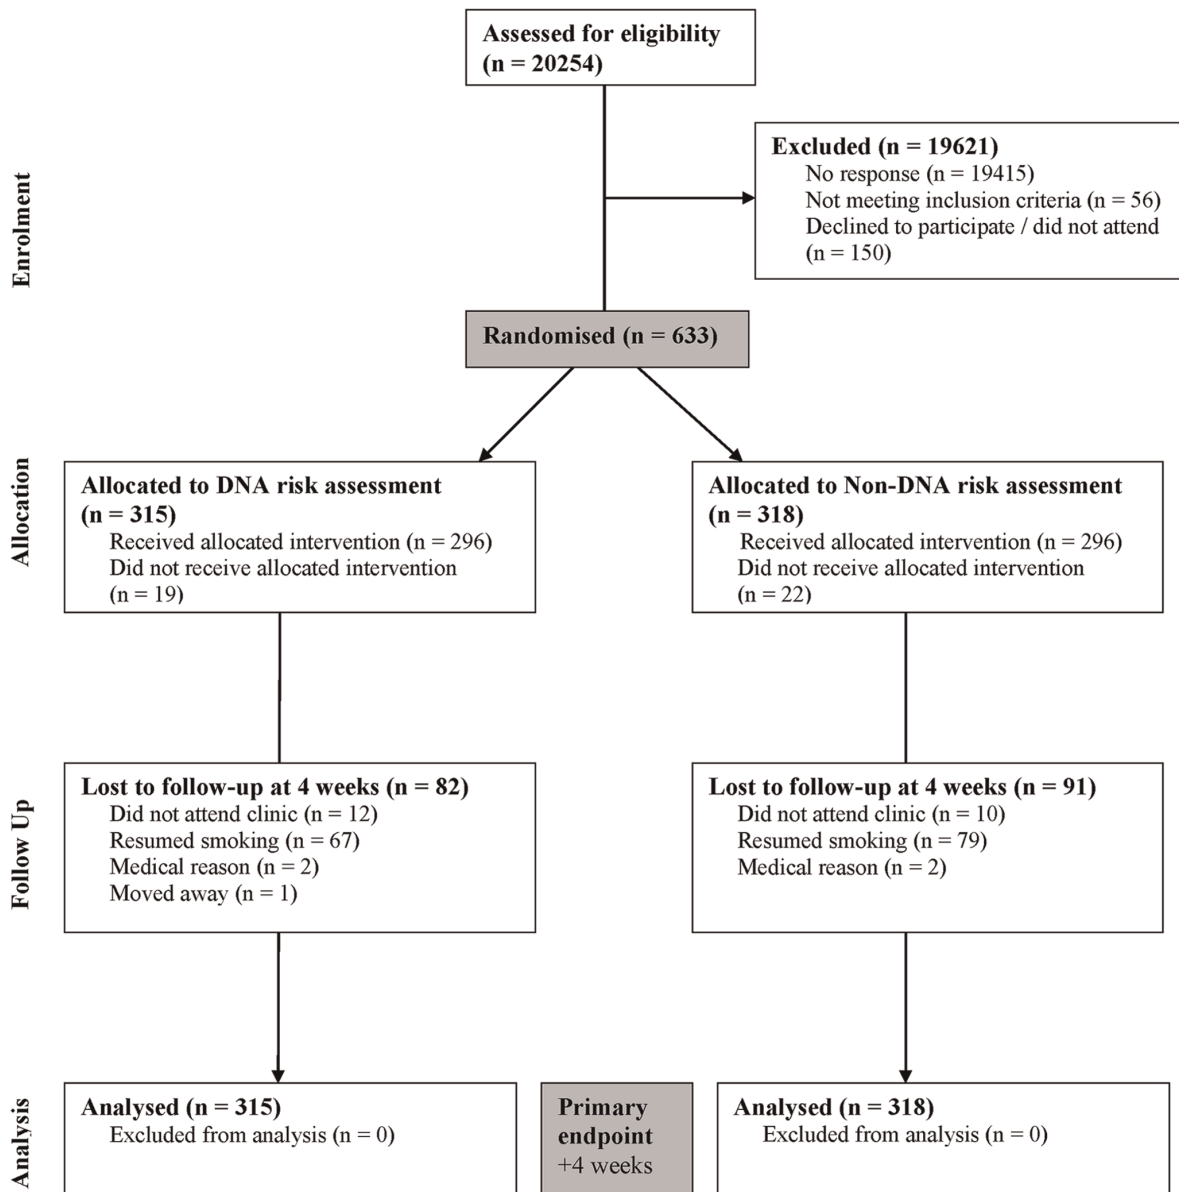 Assessed for eligibility
(n = 20254)
Enrolment
Excluded (n = 19621)
No response (n = 19415)
Not meeting inclusion criteria (n = 56)
Declined to participate / did not attend
(n = 150)
Randomised (n = 633)
Allocation
Allocated to DNA risk assessment
(n = 315)
Received allocated intervention (n = 296)
Did not receive allocated intervention
(n = 19)
Allocated to Non-DNA risk assessment
(n = 318)
Received allocated intervention (n = 296)
Did not receive allocated intervention
(n = 22)
Follow Up
Lost to follow-up at 4 weeks (n = 82)
Did not attend clinic (n = 12)
Resumed smoking (n = 67)
Medical reason (n = 2)
Moved away (n = 1)
Lost to follow-up at 4 weeks (n = 91)
Did not attend clinic (n = 10)
Resumed smoking (n = 79)
Medical reason (n = 2)
Analysis
Analysed (n = 315)
Excluded from analysis (n = 0)
Primary
endpoint
+4 weeks
Analysed (n = 318)
Excluded from analysis (n = 0)